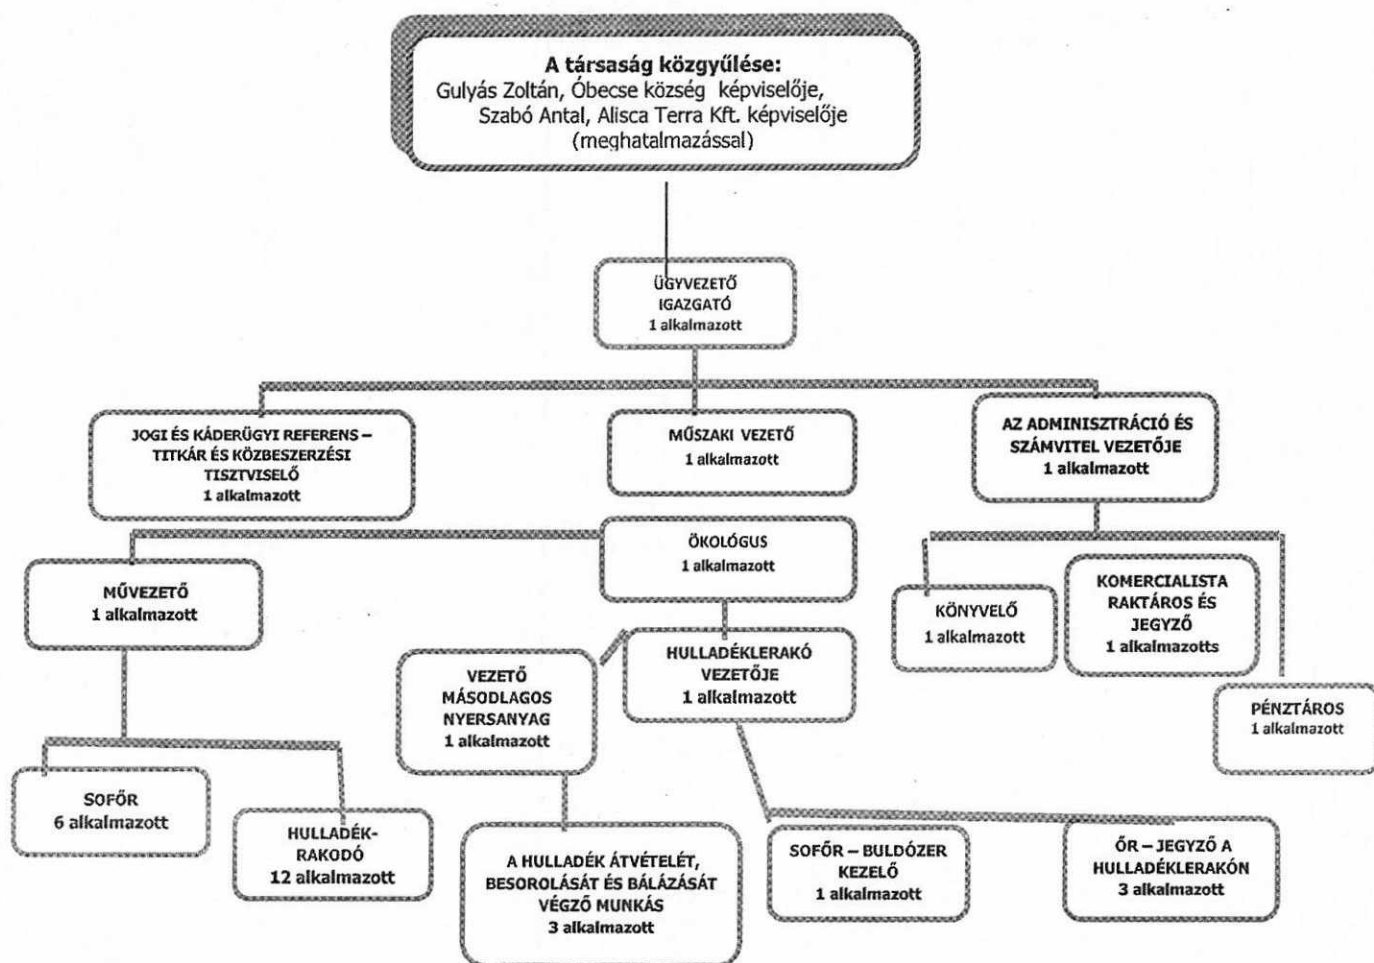 A társaság közgyűlése:
Gulyás Zoltán, Óbecse község képviselője,
Szabó Antal, Alisca Terra Kft. képviselője
(meghatalmazással)
ÜGYVEZETŐ
IGAZGATÓ
1 alkalmazott
JOGI ÉS KÁDERÜGYI REFERENS –
TITKÁR ÉS KÖZBESZERZÉSI
TISZTVISELŐ
1 alkalmazott
MŰSZAKI VEZETŐ
1 alkalmazott
AZ ADMINISZTRÁCIÓ ÉS
SZÁMVITEL VEZETŐJE
1 alkalmazott
ÖKOLÓGUS
1 alkalmazott
MŰVEZETŐ
1 alkalmazott
KÖNYVELŐ
1 alkalmazott
KOMERCIALISTA
RAKTÁROS ÉS
JEGYZŐ
1 alkalmazotts
VEZETŐ
MÁSODLAGOS
NYERSANYAG
1 alkalmazott
HULLADÉKLERAKÓ
VEZETŐJE
1 alkalmazott
PÉNZTÁROS
1 alkalmazott
SOFŐR
6 alkalmazott
HULLADÉK-
RAKODÓ
12 alkalmazott
A HULLADÉK ÁTVÉTELÉT,
BESOROLÁSÁT ÉS BÁLÁZÁSÁT
VÉGZŐ MUNKÁS
3 alkalmazott
SOFŐR – BULDÓZER
KEZELŐ
1 alkalmazott
ŐR – JEGYZŐ A
HULLADÉKLERAKÓN
3 alkalmazott